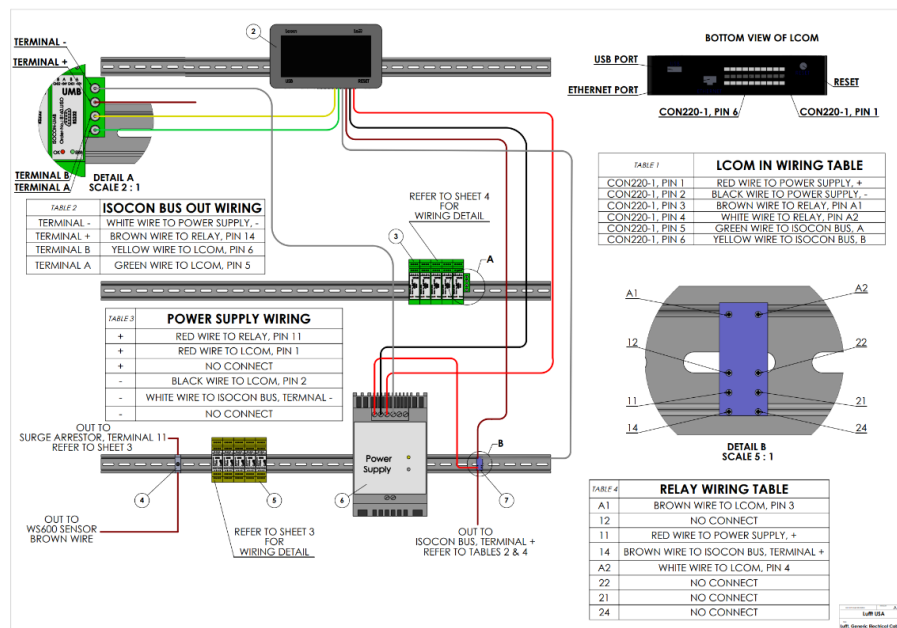 2
lcom
lufft
USB
RESET
TERMINAL -
TERMINAL +
UMB
ISOCON-UMB
TERMINAL B
TERMINAL A
DETAIL A
SCALE 2 : 1
BOTTOM VIEW OF LCOM
USB PORT
ETHERNET PORT
RESET
CON220-1, PIN 6
CON220-1, PIN 1
TABLE 1 LCOM IN WIRING TABLE
CON220-1, PIN 1 RED WIRE TO POWER SUPPLY, +
CON220-1, PIN 2 BLACK WIRE TO POWER SUPPLY, -
CON220-1, PIN 3 BROWN WIRE TO RELAY, PIN A1
CON220-1, PIN 4 WHITE WIRE TO RELAY, PIN A2
CON220-1, PIN 5 GREEN WIRE TO ISOCON BUS, A
CON220-1, PIN 6 YELLOW WIRE TO ISOCON BUS, B
TABLE 2 ISOCON BUS OUT WIRING
TERMINAL - WHITE WIRE TO POWER SUPPLY, -
TERMINAL + BROWN WIRE TO RELAY, PIN 14
TERMINAL B YELLOW WIRE TO LCOM, PIN 6
TERMINAL A GREEN WIRE TO LCOM, PIN 5
REFER TO SHEET 4
FOR
WIRING DETAIL
3
A
TABLE 3 POWER SUPPLY WIRING
+ RED WIRE TO RELAY, PIN 11
+ RED WIRE TO LCOM, PIN 1
+ NO CONNECT
- BLACK WIRE TO LCOM, PIN 2
- WHITE WIRE TO ISOCON BUS, TERMNAL -
- NO CONNECT
A1
A2
12
22
11
21
14
24
DETAIL B
SCALE 5 : 1
OUT TO
SURGE ARRESTOR, TERMINAL 11
REFER TO SHEET 3
Power
Supply
B
4
5
6
7
OUT TO
WS600 SENSOR
BROWN WIRE
REFER TO SHEET 3
FOR
WIRING DETAIL
OUT TO
ISOCON BUS, TERMINAL +
REFER TO TABLES 2 & 4
TABLE 4 RELAY WIRING TABLE
A1 BROWN WIRE TO LCOM, PIN 3
12 NO CONNECT
11 RED WIRE TO POWER SUPPLY, +
14 BROWN WIRE TO ISOCON BUS, TERMINAL +
A2 WHITE WIRE TO LCOM, PIN 4
22 NO CONNECT
21 NO CONNECT
24 NO CONNECT
Lufft USA